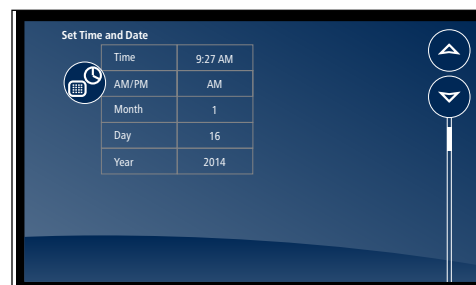 Set Time and Date
Time 9:27 AM
AM/PM AM
Month 1
Day 16
Year 2014